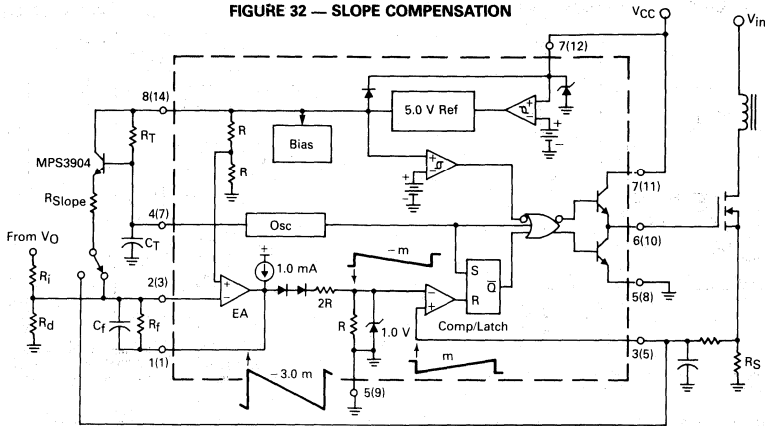 FIGURE 32 — SLOPE COMPENSATION
VCC
Vin
7(12)
8(14)
5.0 V Ref
RT
R
Bias
R
MPS3904
RSlope
7(11)
4(7)
Osc
6(10)
From VO
CT
1.0 mA
– m
S
Q
Ri
2(3)
2R
R
5(8)
EA
Comp/Latch
Rd
Cf
Rf
R
1.0 V
1(1)
m
3(5)
– 3.0 m
RS
5(9)